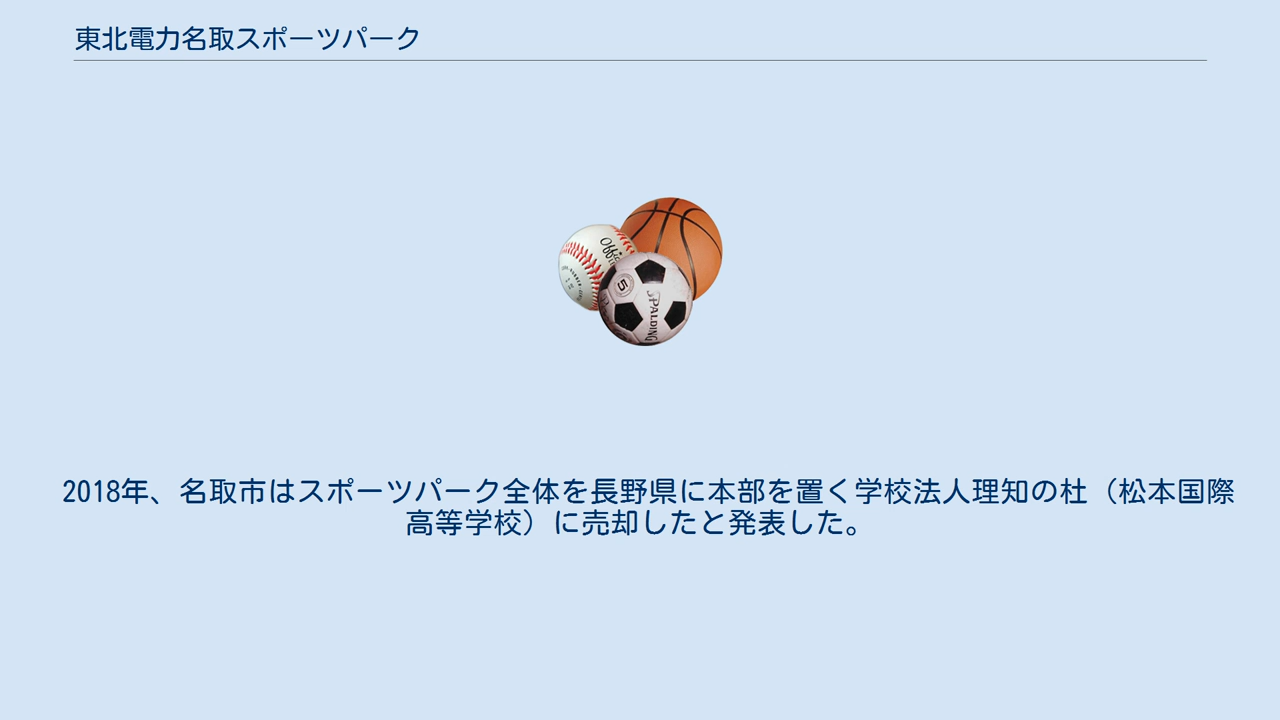 東北電力名取スポーツパーク
Offici
5
SPALDING
2018年、名取市はスポーツパーク全体を長野県に本部を置く学校法人理知の杜（松本国際
高等学校）に売却したと発表した。